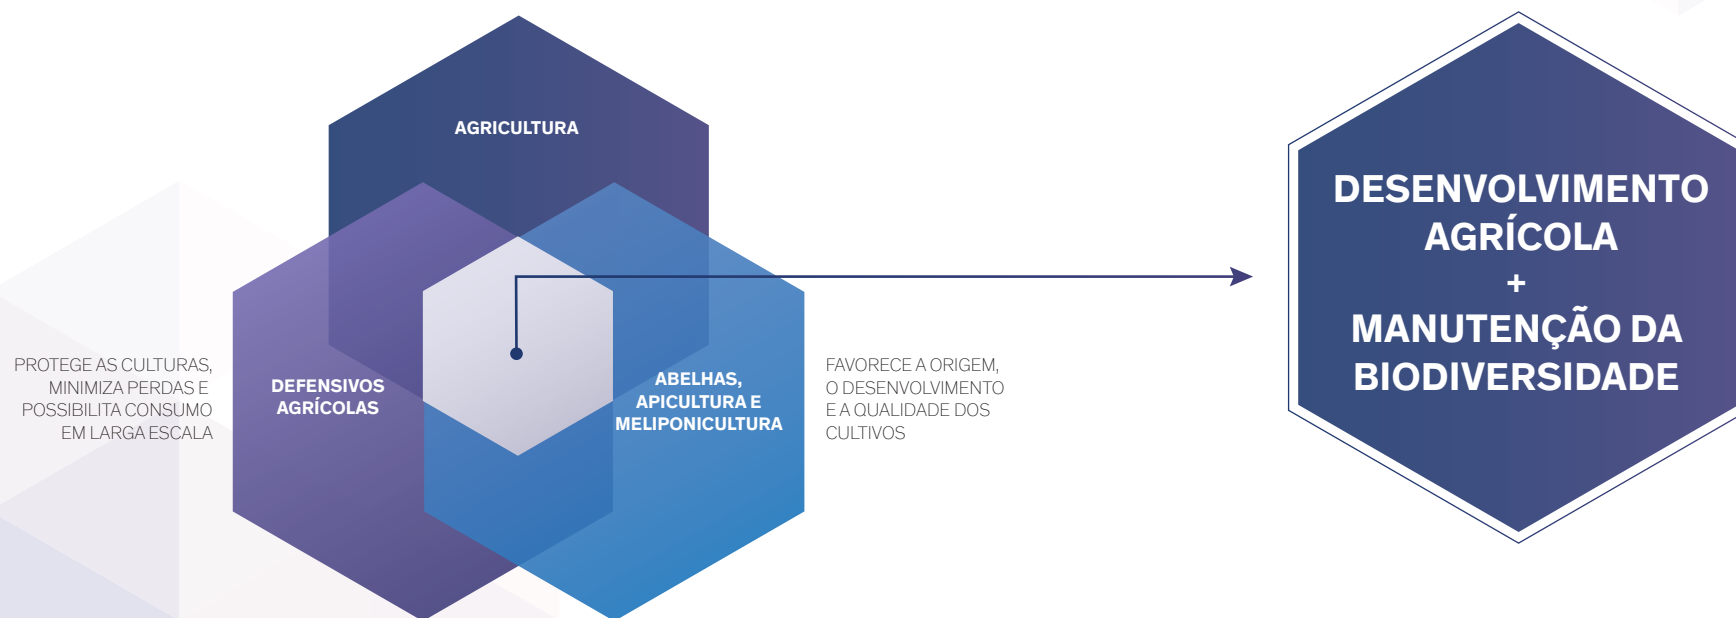 AGRICULTURA
PROTEGE AS CULTURAS,
MINIMIZA PERDAS E
POSSIBILITA CONSUMO
EM LARGA ESCALA
DEFENSIVOS
AGRÍCOLAS
ABELHAS,
APICULTURA E
MELIPONICULTURA
FAVORECE A ORIGEM,
O DESENVOLVIMENTO
E A QUALIDADE DOS
CULTIVOS
DESENVOLVIMENTO
AGRÍCOLA
+
MANUTENÇÃO DA
BIODIVERSIDADE